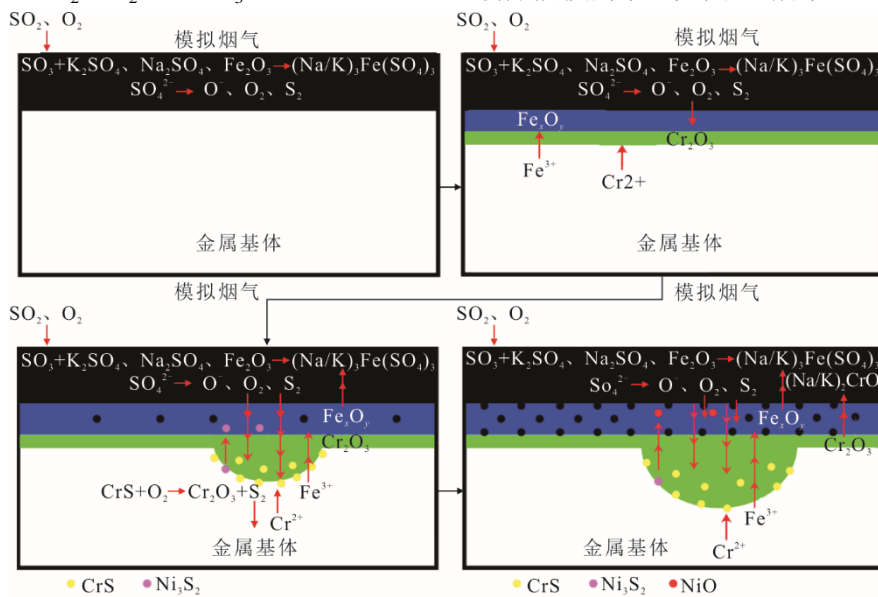 SO₂、O₂
模拟烟气
SO₃+K₂SO₄、Na₂SO₄、Fe₂O₃→(Na/K)₃Fe(SO₄)₃
SO₄²⁻→O⁻、O₂、S₂
金属基体
SO₂、O₂
模拟烟气
SO₃+K₂SO₄、Na₂SO₄、Fe₂O₃→(Na/K)₃Fe(SO₄)₃
SO₄²⁻→O⁻、O₂、S₂
FeₓOᵧ
Cr₂O₃
Fe³⁺
Cr2+
金属基体
模拟烟气
SO₂、O₂
SO₃+K₂SO₄、Na₂SO₄、Fe₂O₃→(Na/K)₃Fe(SO₄)₃
SO₄²⁻→O⁻、O₂、S₂
FeₓOᵧ
Cr₂O₃
CrS+O₂→Cr₂O₃+S₂
Fe³⁺
Cr²⁺
金属基体
CrS
Ni₃S₂
模拟烟气
SO₂、O₂
SO₃+K₂SO₄、Na₂SO₄、Fe₂O₃→(Na/K)₃Fe(SO₄)₃
So₄²⁻→O⁻、O₂、S₂
(Na/K)₂CrO
FeₓOᵧ
Cr₂O₃
Fe³⁺
Cr²⁺
金属基体
CrS
Ni₃S₂
NiO